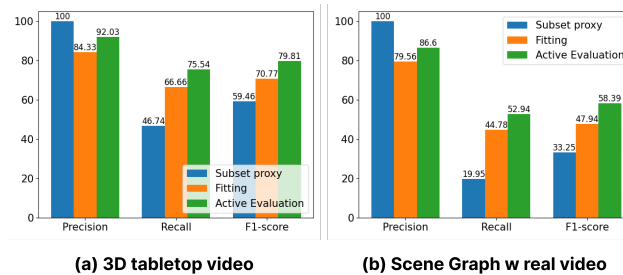 100
84.33
92.03
46.74
66.66
75.54
59.46
70.77
79.81
100
80
60
40
20
0
Precision
Recall
F1-score
Subset proxy
Fitting
Active Evaluation
(a) 3D tabletop video
100
79.56
86.6
19.95
44.78
52.94
33.25
47.94
58.39
100
80
60
40
20
0
Precision
Recall
F1-score
Subset proxy
Fitting
Active Evaluation
(b) Scene Graph w real video